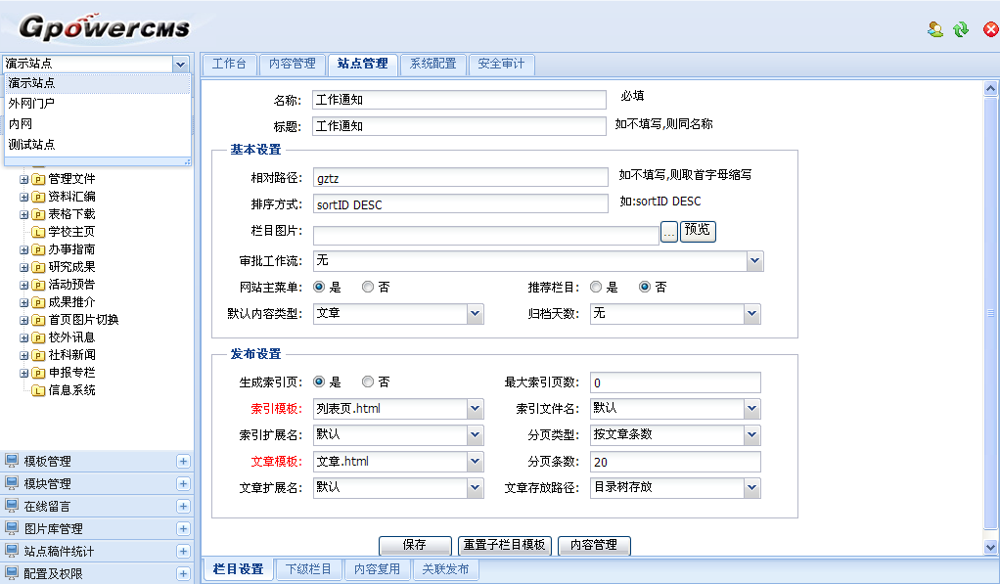 Gpowercms
演示站点
演示站点
外网门户
内网
测试站点
管理文件
资料汇编
表格下载
学校主页
办事指南
研究成果
活动预告
成果推介
首页图片切换
校外讯息
社科新闻
申报专栏
信息系统
模板管理
模块管理
在线留言
图片库管理
站点稿件统计
配置及权限
工作台 内容管理 站点管理 系统配置 安全审计
名称: 工作通知 必填
标题: 工作通知 如不填写,则同名称
基本设置
相对路径: gztz 如不填写,则取首字母缩写
排序方式: sortID DESC 如:sortID DESC
栏目图片: ... 预览
审批工作流: 无
网站主菜单: 是 否 推荐栏目: 是 否
默认内容类型: 文章 归档天数: 无
发布设置
生成索引页: 是 否 最大索引页数: 0
索引模板: 列表页.html 索引文件名: 默认
索引扩展名: 默认 分页类型: 按文章条数
文章模板: 文章.html 分页条数: 20
文章扩展名: 默认 文章存放路径: 目录树存放
保存 重置子栏目模板 内容管理
栏目设置 下级栏目 内容复用 关联发布